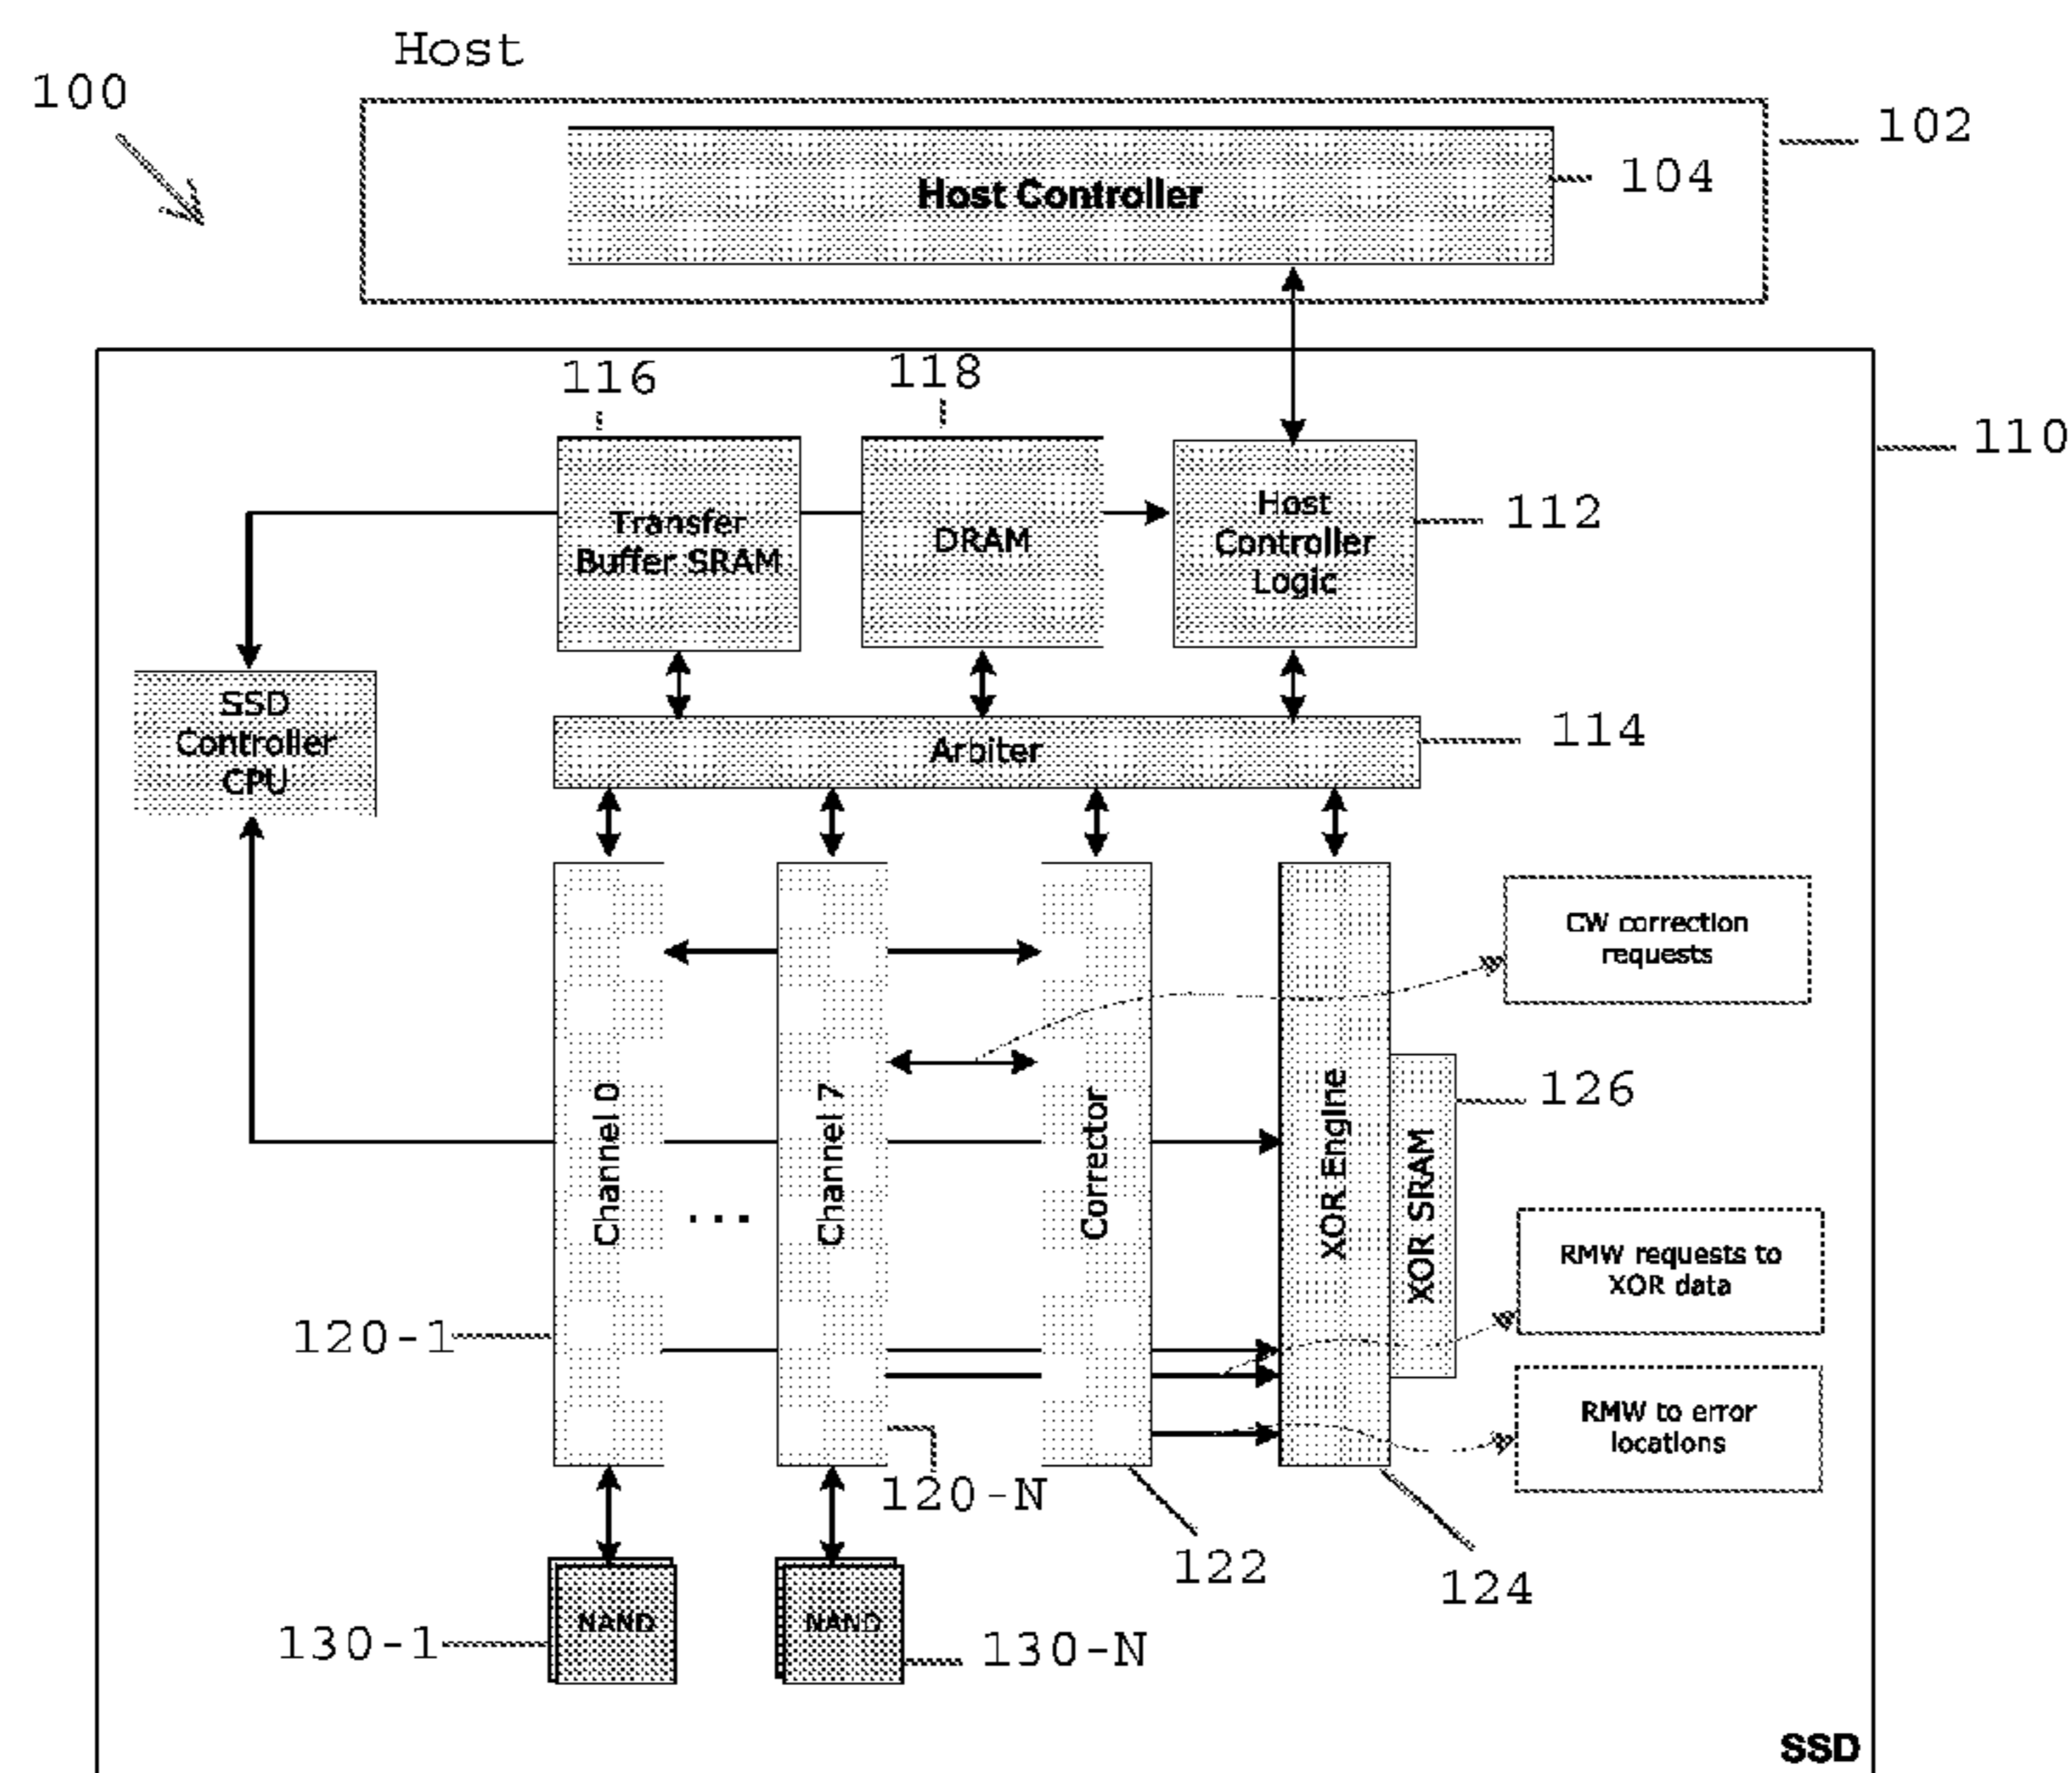 Host
100
102
Host Controller
104
116
118
110
Transfer
Buffer SRAM
DRAM
Host
Controller
Logic
112
SSD
Controller
CPU
Arbiter
114
CW correction
requests
Channel 0
Channel 7
Corrector
XOR Engine
XOR SRAM
126
...
RMW requests to
XOR data
120-1
RMW to error
locations
120-N
122
124
NAND
NAND
130-1
130-N
SSD